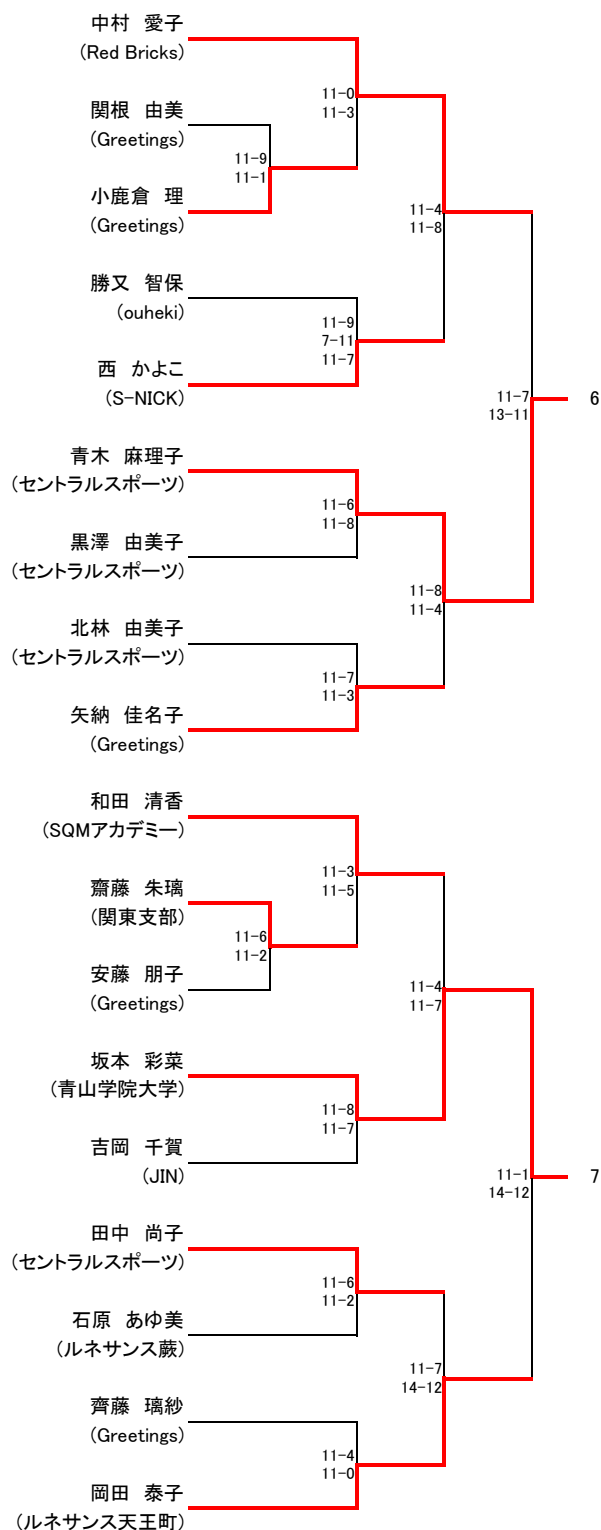 中村　愛子
(Red Bricks)
11-0
11-3
関根　由美
(Greetings)
11-9
11-1
小鹿倉　理
(Greetings)
11-4
11-8
勝又　智保
(ouheki)
11-9
7-11
11-7
西　かよこ
(S-NICK)
11-7
13-11
6
青木　麻理子
(セントラルスポーツ)
11-6
11-8
黒澤　由美子
(セントラルスポーツ)
11-8
11-4
北林　由美子
(セントラルスポーツ)
11-7
11-3
矢納　佳名子
(Greetings)
和田　清香
(SQMアカデミー)
11-3
11-5
齋藤　朱璃
(関東支部)
11-6
11-2
安藤　朋子
(Greetings)
11-4
11-7
坂本　彩菜
(青山学院大学)
11-8
11-7
吉岡　千賀
(JIN)
11-1
14-12
7
田中　尚子
(セントラルスポーツ)
11-6
11-2
石原　あゆ美
(ルネサンス蕨)
11-7
14-12
齊藤　璃紗
(Greetings)
11-4
11-0
岡田　泰子
(ルネサンス天王町)